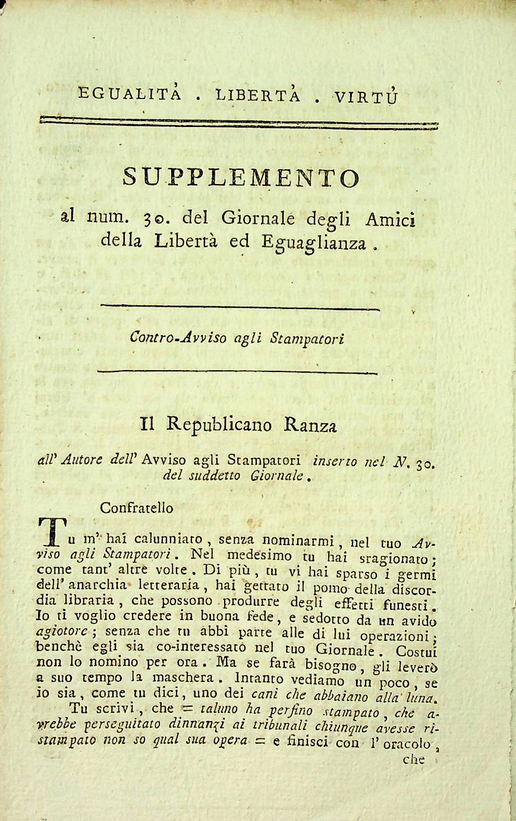 EGUALITÀ . LIBERTÀ . VIRTÙ
SUPPLEMENTO
al num. 30. del Giornale degli Amici
della Libertà ed Eguaglianza .
Contro-Avviso agli Stampatori
Il Republicano Ranza
all' Autore dell' Avviso agli Stampatori inserto nel N. 30.
del suddetto Giornale .
Confratello
Tu m' hai calunniato , senza nominarmi , nel tuo Av-
viso agli Stampatori . Nel medesimo tu hai sragionato ;
come tant' altre volte . Di più , tu vi hai sparso i germi
dell' anarchia letteraria , hai gettato il pomo della discor-
dia libraria , che possono produrre degli effetti funesti .
Io ti voglio credere in buona fede , e sedotto da un avido
agiotore ; senza che tu abbi parte alle di lui operazioni ;
benchè egli sia co-interessato nel tuo Giornale . Costui
non lo nomino per ora . Ma se farà bisogno , gli leverò
a suo tempo la maschera . Intanto vediamo un poco , se
io sia , come tu dici , uno dei cani che abbaiano alla luna .
Tu scrivi , che = taluno ha perfino stampato , che a-
vrebbe perseguitato dinnanzi ai tribunali chiunque avesse ri-
stampato non so qual sua opera = e finisci con l' oracolo ,
che